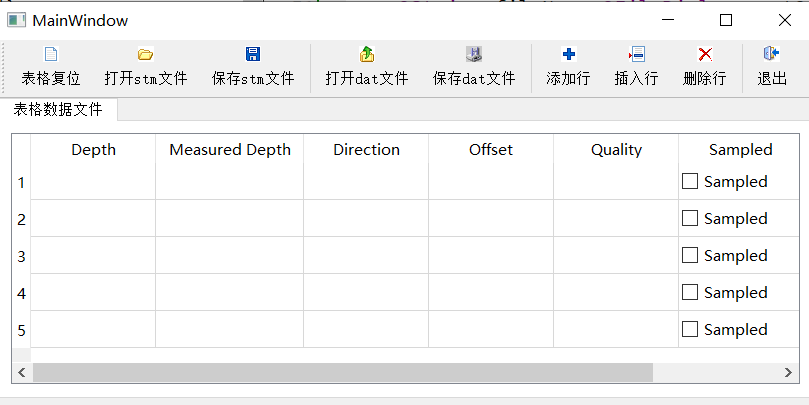 MainWindow
表格复位 打开stm文件 保存stm文件 打开dat文件 保存dat文件 添加行 插入行 删除行 退出
表格数据文件
Depth Measured Depth Direction Offset Quality Sampled
1 Sampled
2 Sampled
3 Sampled
4 Sampled
5 Sampled